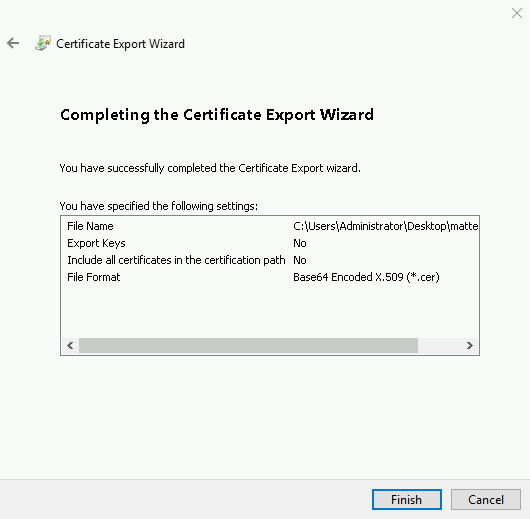 Certificate Export Wizard
Completing the Certificate Export Wizard
You have successfully completed the Certificate Export wizard.
You have specified the following settings:
File Name C:\Users\Administrator\Desktop\matte
Export Keys No
Include all certificates in the certification path No
File Format Base64 Encoded X.509 (*.cer)
Finish Cancel